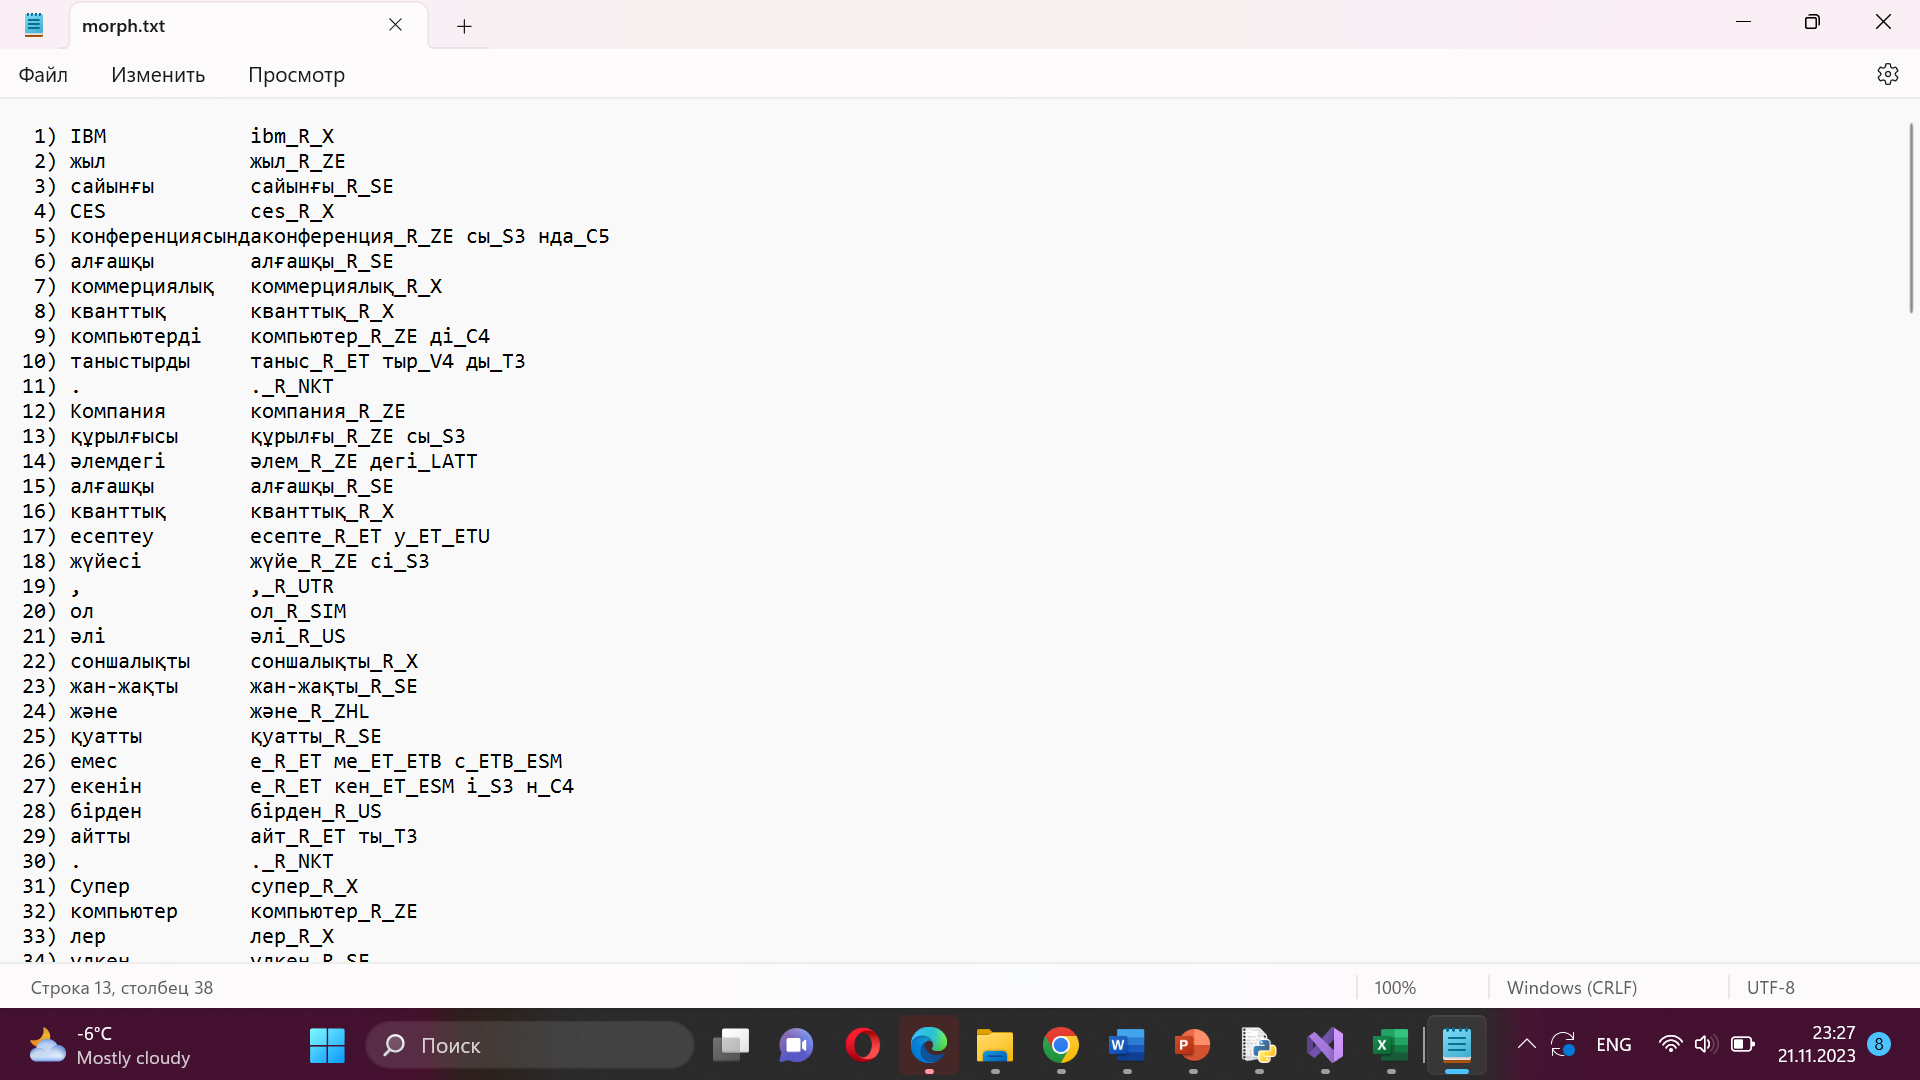 morph.txt
Файл Изменить Просмотр
1) IBM ibm_R_X
2) жыл жыл_R_ZE
3) сайынғы сайынғы_R_SE
4) CES ces_R_X
5) конференциясындаконференция_R_ZE сы_S3 нда_C5
6) алғашқы алғашқы_R_SE
7) коммерциялық коммерциялық_R_X
8) кванттық кванттық_R_X
9) компьютерді компьютер_R_ZE ді_C4
10) таныстырды таныс_R_ET тыр_V4 ды_T3
11) . ._R_NKT
12) Компания компания_R_ZE
13) құрылғысы құрылғы_R_ZE сы_S3
14) әлемдегі әлем_R_ZE дегі_LATT
15) алғашқы алғашқы_R_SE
16) кванттық кванттық_R_X
17) есептеу есепте_R_ET у_ET_ETU
18) жүйесі жүйе_R_ZE сі_S3
19) , ,_R_UTR
20) ол ол_R_SIM
21) әлі әлі_R_US
22) соншалықты соншалықты_R_X
23) жан-жақты жан-жақты_R_SE
24) және және_R_ZHL
25) қуатты қуатты_R_SE
26) емес е_R_ET ме_ET_ETB с_ETB_ESM
27) екенін е_R_ET кен_ET_ESM і_S3 н_C4
28) бірден бірден_R_US
29) айтты айт_R_ET ты_T3
30) . ._R_NKT
31) Супер супер_R_X
32) компьютер компьютер_R_ZE
33) лер лер_R_X
34) үлкен үлкен_R_SE
Строка 13, столбец 38 100% Windows (CRLF) UTF-8
-6°C
Mostly cloudy
Поиск
ENG
23:27
21.11.2023
8